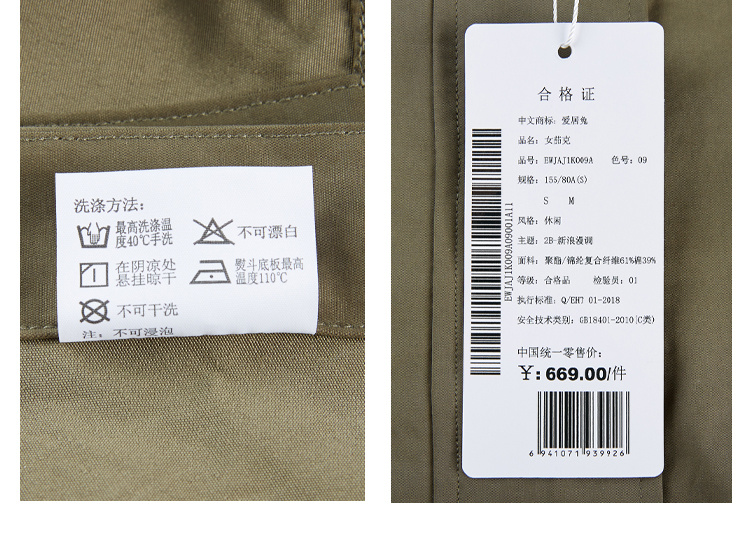 洗涤方法：
最高洗涤温
度40℃手洗
不可漂白
在阴凉处
悬挂晾干
熨斗底板最高
温度110℃
不可干洗
注：不可浸泡
合格证
中文商标：爱居兔
品名：女茄克
品号：EWJAJ1K009A 色号：09
规格：155/80A(S)
S M
风格：休闲
主题：2B-新浪漫调
面料：聚酯/锦纶复合纤维61%棉39%
等级：合格品 检验员：01
执行标准：Q/EH7 01-2018
安全技术类别：GB18401-2010(C类)
中国统一零售价：
¥：669.00/件
6 941071 939926
EWJAJ1K009A09001A11